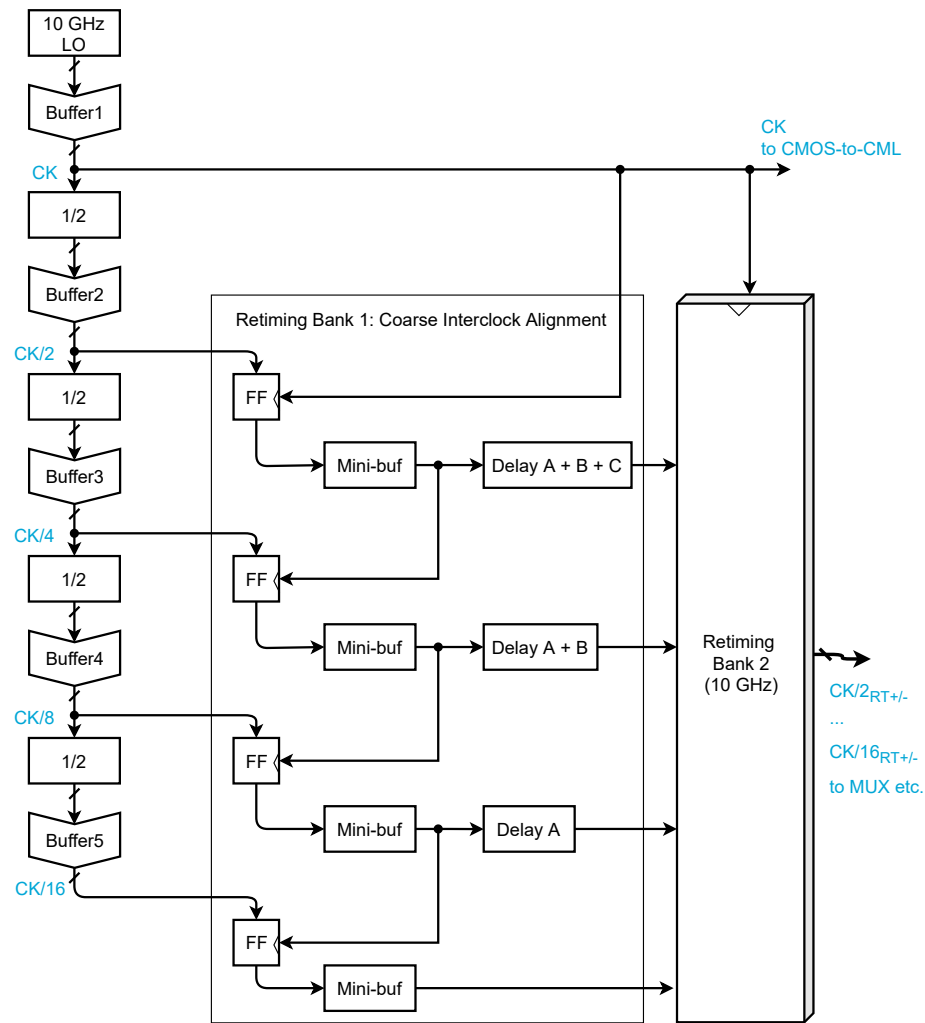 10 GHz
LO
Buffer1
CK
to CMOS-to-CML
CK
1/2
Buffer2
Retiming Bank 1: Coarse Interclock Alignment
CK/2
1/2
FF
Mini-buf
Delay A + B + C
Buffer3
CK/4
1/2
FF
Mini-buf
Delay A + B
Buffer4
Retiming
Bank 2
(10 GHz)
CK/2RT+/-
...
CK/16RT+/-
to MUX etc.
CK/8
1/2
FF
Mini-buf
Delay A
Buffer5
CK/16
FF
Mini-buf